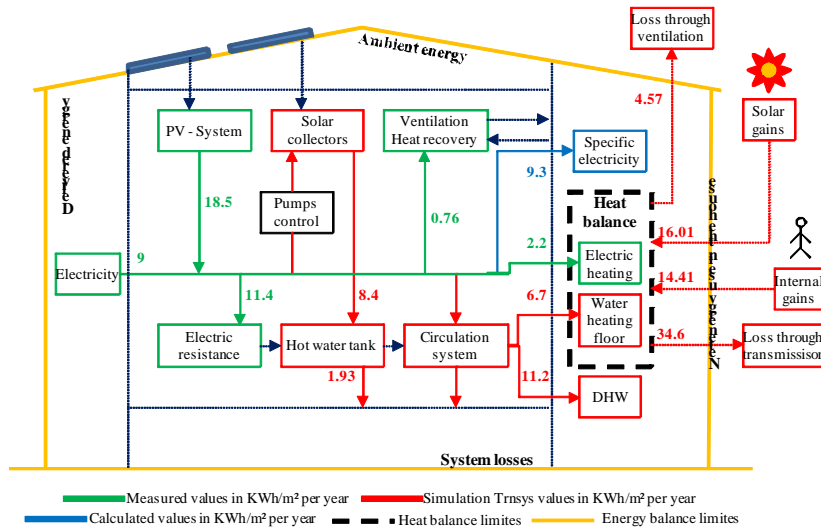 Loss through
ventilation
Ambient energy
4.57
Solar
gains
PV - System
Solar
collectors
Ventilation
Heat recovery
Specific
electricity
9.3
18.5
Pumps
control
0.76
Heat
balance
16.01
Electricity
9
2.2
Electric
heating
14.41
Internal
gains
11.4
8.4
6.7
Water
heating
floor
34.6
Loss through
transmisson
Electric
resistance
Hot water tank
Circulation
system
1.93
11.2
DHW
System losses
Measured values in KWh/m² per year
Simulation Trnsys values in KWh/m² per year
Calculated values in KWh/m² per year
Heat balance limites
Energy balance limites